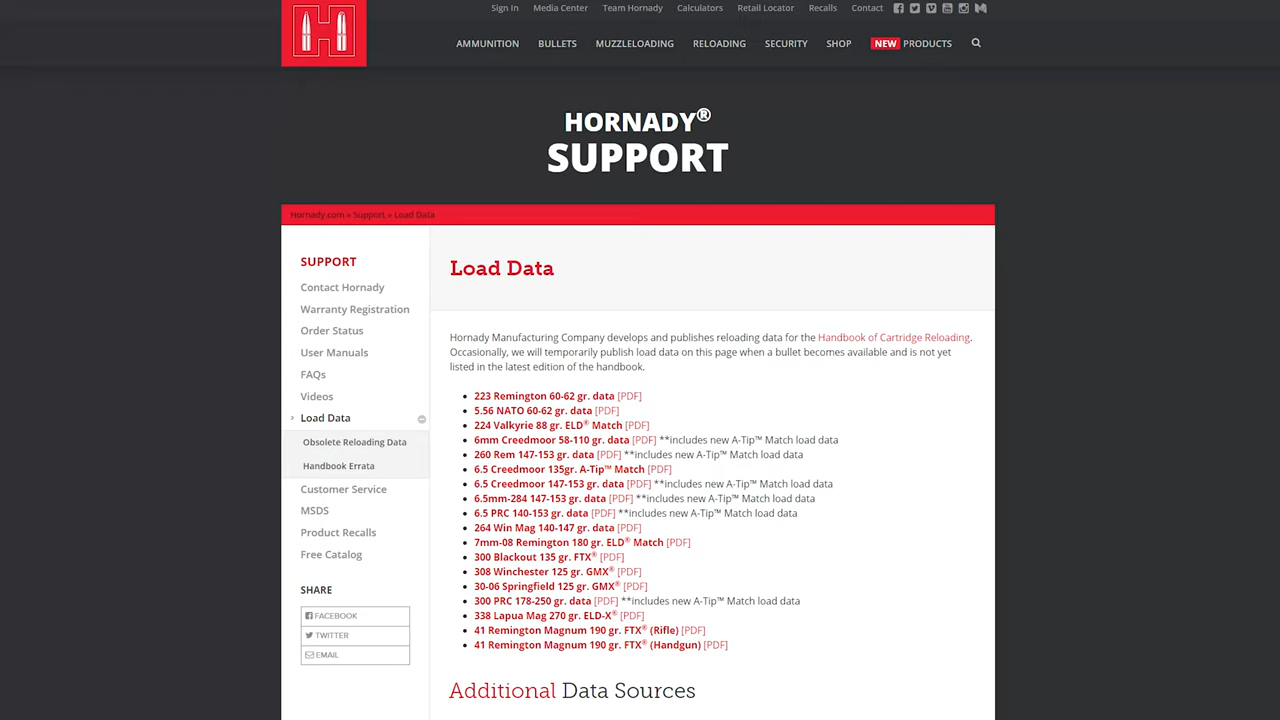 Sign In Media Center Team Hornady Calculators Retail Locator Recalls Contact
H
AMMUNITION BULLETS MUZZLELOADING RELOADING SECURITY SHOP NEW PRODUCTS
HORNADY®
SUPPORT
Hornady.com » Support » Load Data
SUPPORT
Contact Hornady
Warranty Registration
Order Status
User Manuals
FAQs
Videos
Load Data
Obsolete Reloading Data
Handbook Errata
Customer Service
MSDS
Product Recalls
Free Catalog
SHARE
FACEBOOK
TWITTER
EMAIL
Load Data
Hornady Manufacturing Company develops and publishes reloading data for the Handbook of Cartridge Reloading.
Occasionally, we will temporarily publish load data on this page when a bullet becomes available and is not yet
listed in the latest edition of the handbook.
• 223 Remington 60-62 gr. data [PDF]
• 5.56 NATO 60-62 gr. data [PDF]
• 224 Valkyrie 88 gr. ELD® Match [PDF]
• 6mm Creedmoor 58-110 gr. data [PDF] **includes new A-Tip™ Match load data
• 260 Rem 147-153 gr. data [PDF] **includes new A-Tip™ Match load data
• 6.5 Creedmoor 135gr. A-Tip™ Match [PDF]
• 6.5 Creedmoor 147-153 gr. data [PDF] **includes new A-Tip™ Match load data
• 6.5mm-284 147-153 gr. data [PDF] **includes new A-Tip™ Match load data
• 6.5 PRC 140-153 gr. data [PDF] **includes new A-Tip™ Match load data
• 264 Win Mag 140-147 gr. data [PDF]
• 7mm-08 Remington 180 gr. ELD® Match [PDF]
• 300 Blackout 135 gr. FTX® [PDF]
• 308 Winchester 125 gr. GMX® [PDF]
• 30-06 Springfield 125 gr. GMX® [PDF]
• 300 PRC 178-250 gr. data [PDF] **includes new A-Tip™ Match load data
• 338 Lapua Mag 270 gr. ELD-X® [PDF]
• 41 Remington Magnum 190 gr. FTX® (Rifle) [PDF]
• 41 Remington Magnum 190 gr. FTX® (Handgun) [PDF]
Additional Data Sources